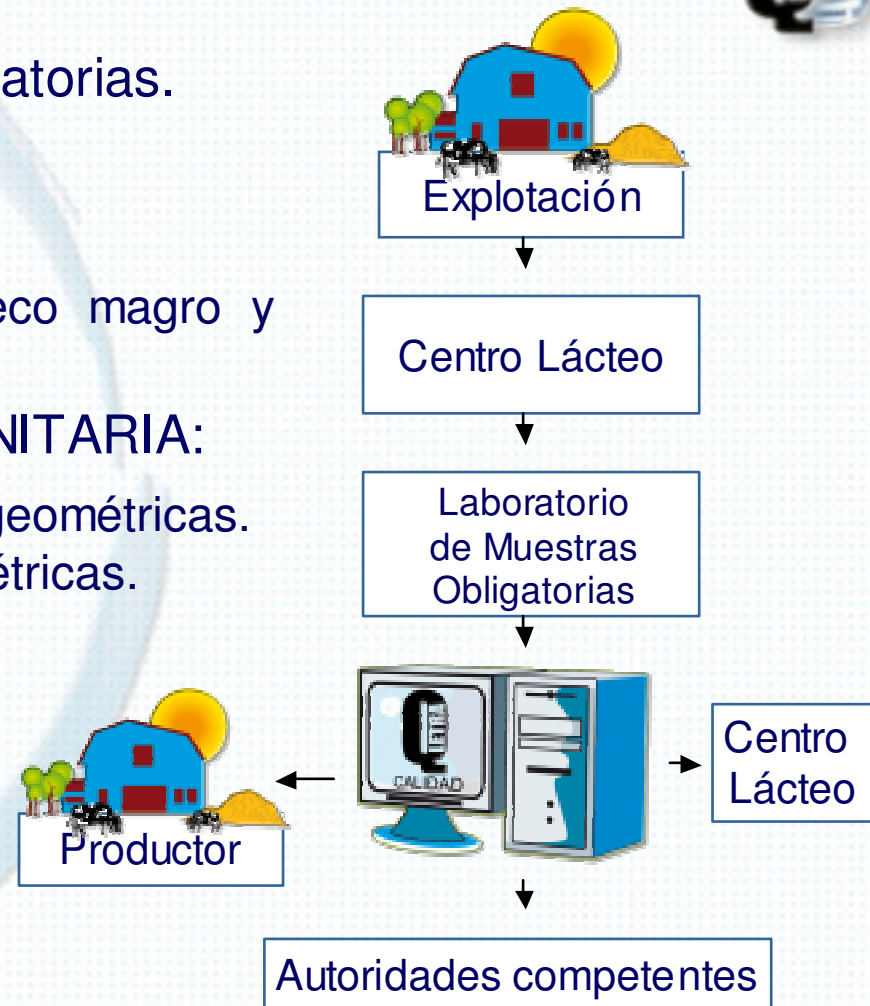 atorias.
Explotación
eco magro y
Centro Lácteo
NITARIA:
geométricas.
étricas.
Laboratorio
de Muestras
Obligatorias
CALIDAD
Centro
Lácteo
Productor
Autoridades competentes